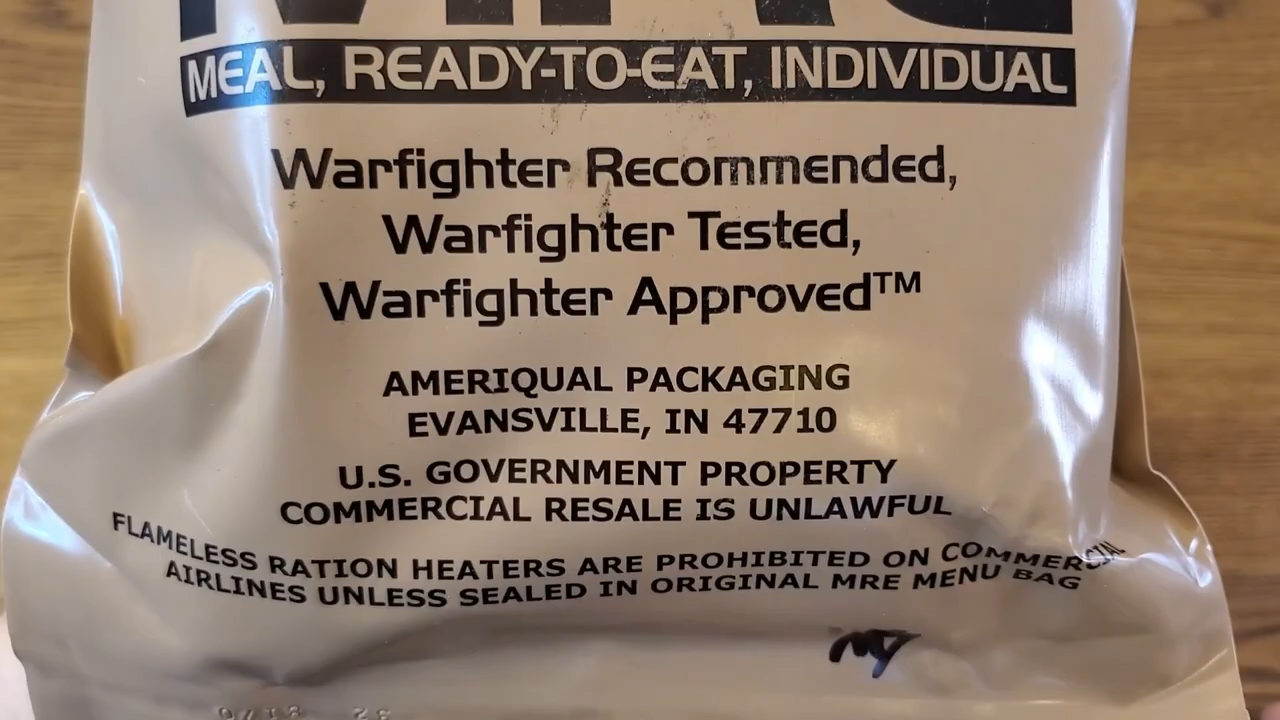 MEAL, READY-TO-EAT, INDIVIDUAL
Warfighter Recommended,
Warfighter Tested,
Warfighter Approved™
AMERIQUAL PACKAGING
EVANSVILLE, IN 47710
U.S. GOVERNMENT PROPERTY
COMMERCIAL RESALE IS UNLAWFUL
FLAMELESS RATION HEATERS ARE PROHIBITED ON COMMERCIAL
AIRLINES UNLESS SEALED IN ORIGINAL MRE MENU BAG